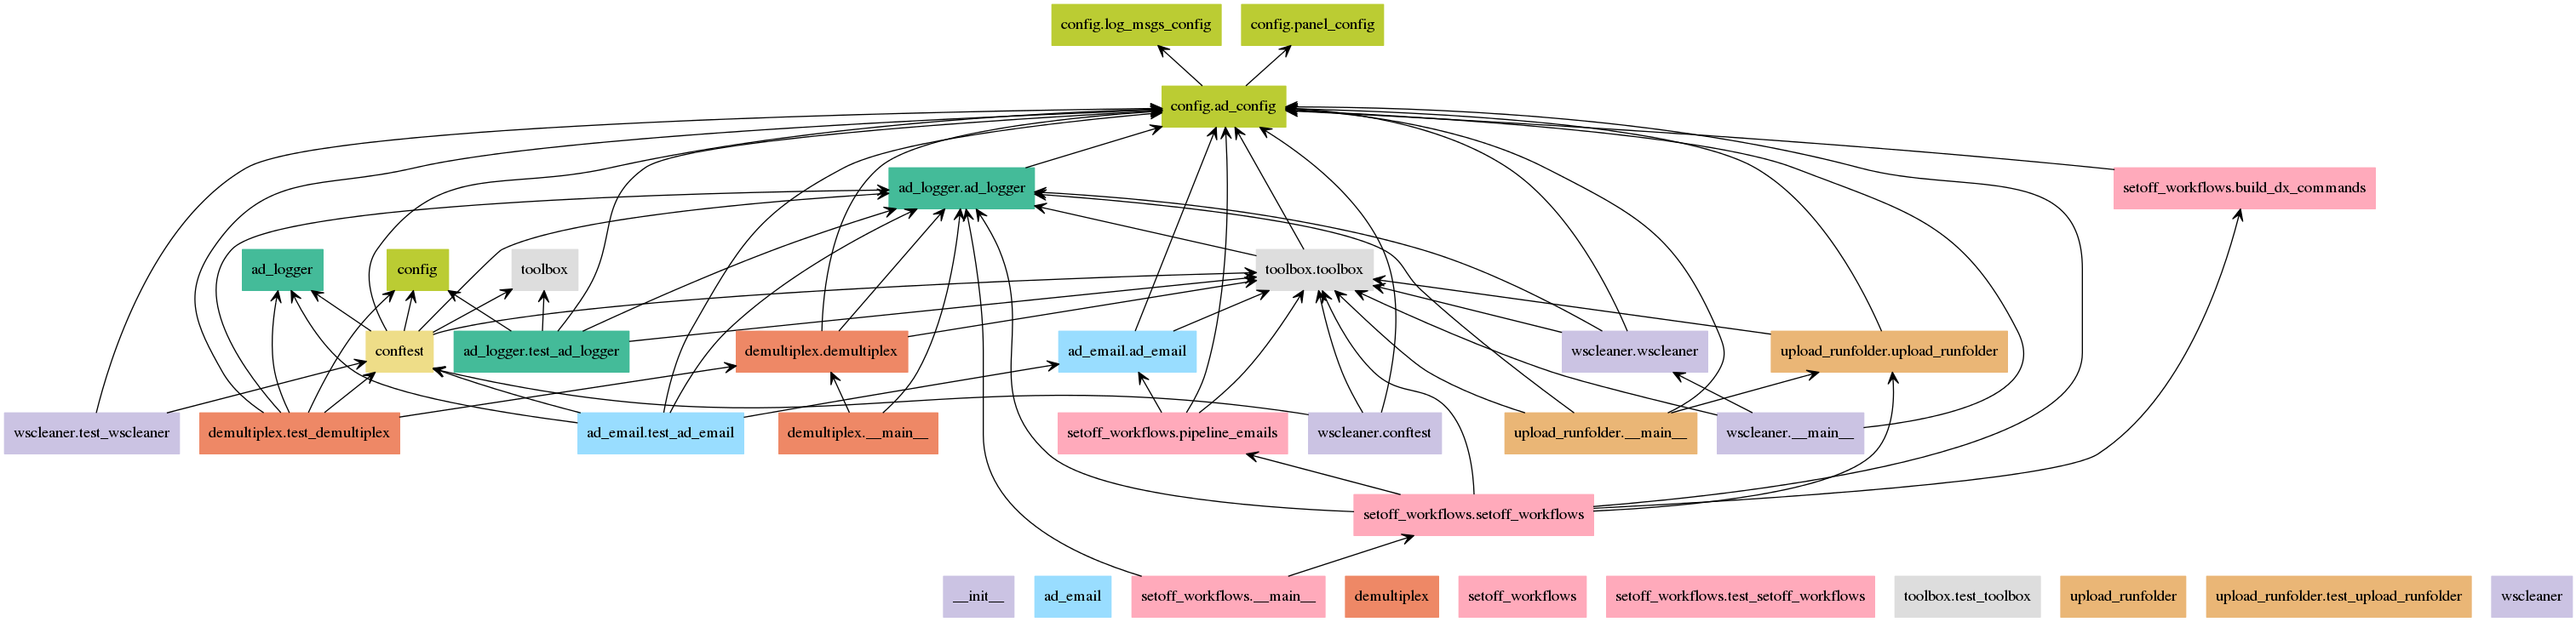 config.log_msgs_config
config.panel_config
config.ad_config
ad_logger.ad_logger
setoff_workflows.build_dx_commands
ad_logger
config
toolbox
toolbox.toolbox
conftest
ad_logger.test_ad_logger
demultiplex.demultiplex
ad_email.ad_email
wscleaner.wscleaner
upload_runfolder.upload_runfolder
wscleaner.test_wscleaner
demultiplex.test_demultiplex
ad_email.test_ad_email
demultiplex.__main__
setoff_workflows.pipeline_emails
wscleaner.conftest
upload_runfolder.__main__
wscleaner.__main__
setoff_workflows.setoff_workflows
__init__
ad_email
setoff_workflows.__main__
demultiplex
setoff_workflows
setoff_workflows.test_setoff_workflows
toolbox.test_toolbox
upload_runfolder
upload_runfolder.test_upload_runfolder
wscleaner